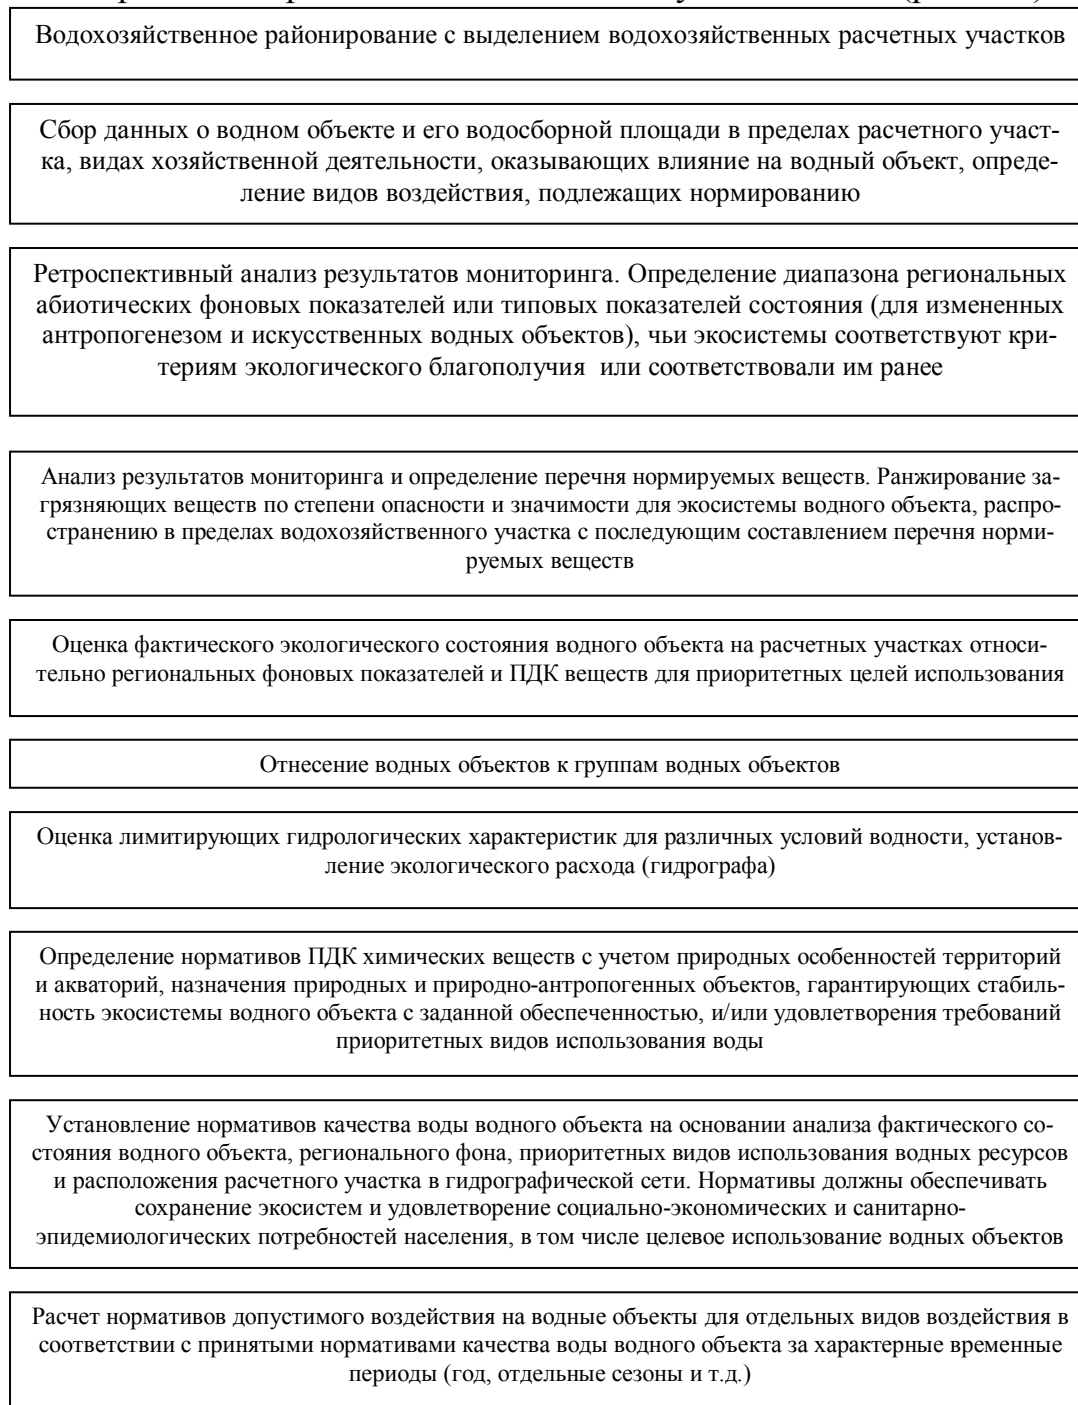 Водохозяйственное районирование с выделением водохозяйственных расчетных участков
Сбор данных о водном объекте и его водосборной площади в пределах расчетного участ-
ка, видах хозяйственной деятельности, оказывающих влияние на водный объект, опреде-
ление видов воздействия, подлежащих нормированию
Ретроспективный анализ результатов мониторинга. Определение диапазона региональных
абиотических фоновых показателей или типовых показателей состояния (для измененных
антропогенезом и искусственных водных объектов), чьи экосистемы соответствуют кри-
териям экологического благополучия или соответствовали им ранее
Анализ результатов мониторинга и определение перечня нормируемых веществ. Ранжирование за-
грязняющих веществ по степени опасности и значимости для экосистемы водного объекта, распро-
странению в пределах водохозяйственного участка с последующим составлением перечня норми-
руемых веществ
Оценка фактического экологического состояния водного объекта на расчетных участках относи-
тельно региональных фоновых показателей и ПДК веществ для приоритетных целей использования
Отнесение водных объектов к группам водных объектов
Оценка лимитирующих гидрологических характеристик для различных условий водности, установ-
ление экологического расхода (гидрографа)
Определение нормативов ПДК химических веществ с учетом природных особенностей территорий
и акваторий, назначения природных и природно-антропогенных объектов, гарантирующих стабиль-
ность экосистемы водного объекта с заданной обеспеченностью, и/или удовлетворения требований
приоритетных видов использования воды
Установление нормативов качества воды водного объекта на основании анализа фактического со-
стояния водного объекта, регионального фона, приоритетных видов использования водных ресурсов
и расположения расчетного участка в гидрографической сети. Нормативы должны обеспечивать
сохранение экосистем и удовлетворение социально-экономических и санитарно-
эпидемиологических потребностей населения, в том числе целевое использование водных объектов
Расчет нормативов допустимого воздействия на водные объекты для отдельных видов воздействия в
соответствии с принятыми нормативами качества воды водного объекта за характерные временные
периоды (год, отдельные сезоны и т.д.)